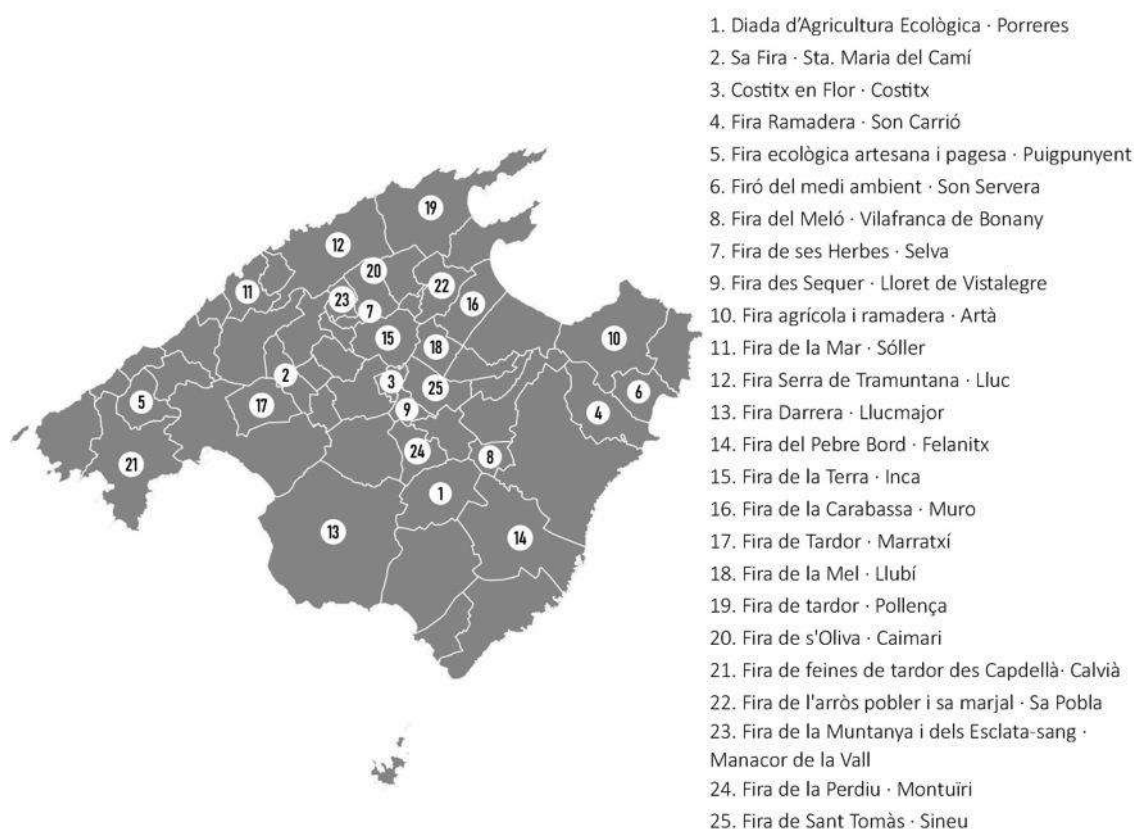 1. Diada d'Agricultura Ecològica · Porreres
2. Sa Fira · Sta. Maria del Camí
3. Costitx en Flor · Costitx
4. Fira Ramadera · Son Carrió
5. Fira ecològica artesana i pagesa · Puigpunyent
6. Firó del medi ambient · Son Servera
8. Fira del Meló · Vilafranca de Bonany
7. Fira de ses Herbes · Selva
9. Fira des Sequer · Lloret de Vistalegre
10. Fira agrícola i ramadera · Artà
11. Fira de la Mar · Sóller
12. Fira Serra de Tramuntana · Lluc
13. Fira Darrera · Llucmajor
14. Fira del Pebre Bord · Felanitx
15. Fira de la Terra · Inca
16. Fira de la Carabassa · Muro
17. Fira de Tardor · Marratxí
18. Fira de la Mel · Llubí
19. Fira de tardor · Pollença
20. Fira de s'Oliva · Caimari
21. Fira de feines de tardor des Capdellà· Calvià
22. Fira de l'arròs pobler i sa marjal · Sa Pobla
23. Fira de la Muntanya i dels Esclata-sang ·
Manacor de la Vall
24. Fira de la Perdiu · Montuïri
25. Fira de Sant Tomàs · Sineu
19
12
20
11
22
23
16
7
15
18
10
2
3
25
6
5
17
9
4
24
8
21
1
13
14